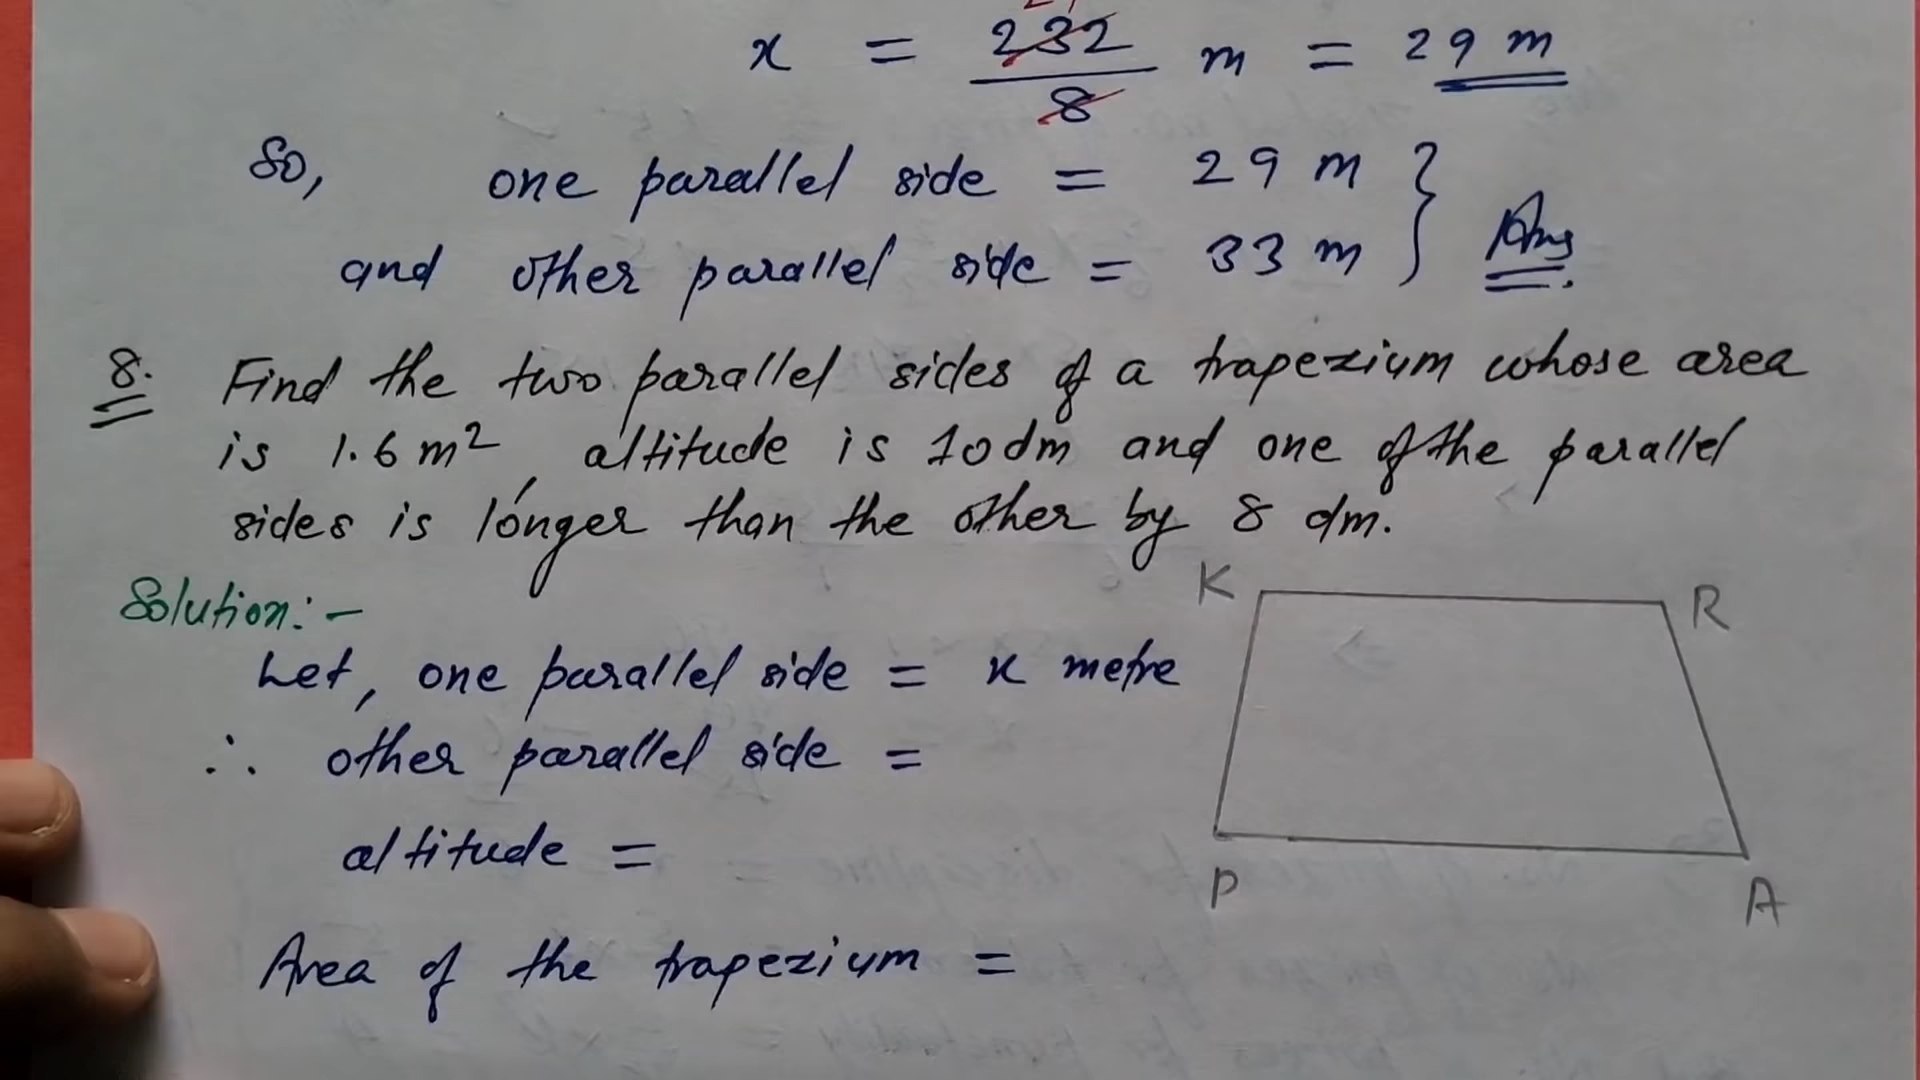 x = 232/8 m = 29 m
So, one parallel side = 29 m
and other parallel side = 33 m } Ans.
8. Find the two parallel sides of a trapezium whose area
is 1.6 m², altitude is 10dm and one of the parallel
sides is longer than the other by 8 dm.
Solution:-
K R
Let, one parallel side = x metre
∴ other parallel side =
altitude =
P A
Area of the trapezium =